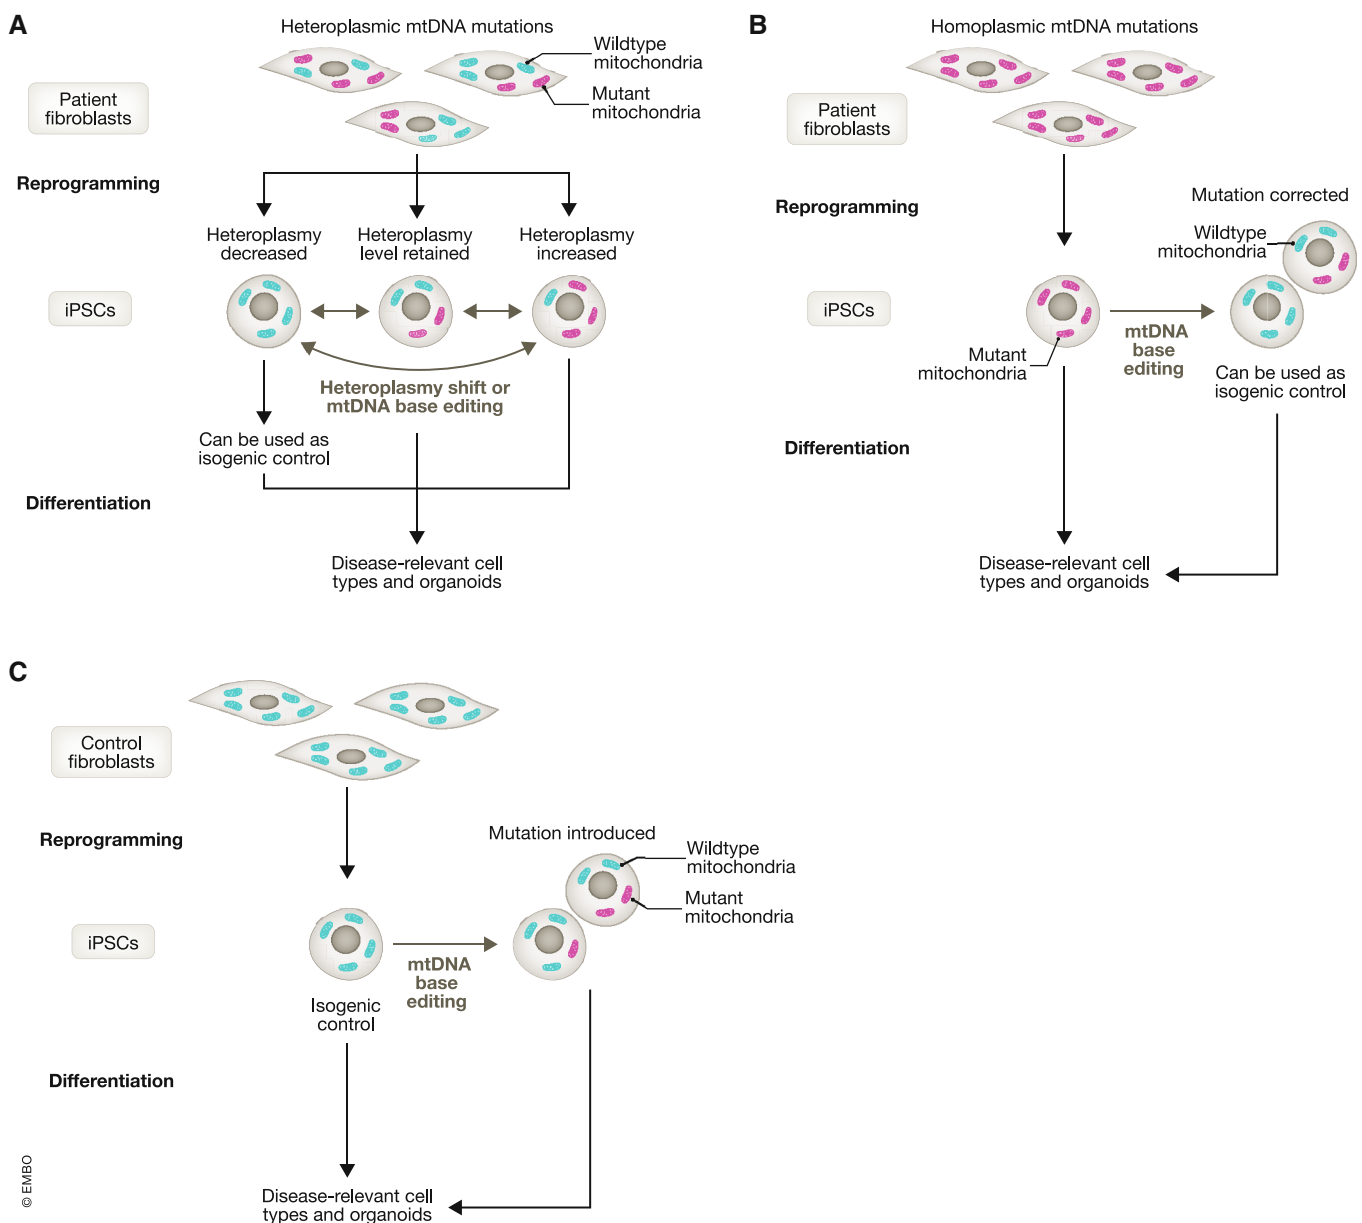 A
Heteroplasmic mtDNA mutations
Wildtype
mitochondria
Mutant
mitochondria
Patient
fibroblasts
Reprogramming
Heteroplasmy
decreased
Heteroplasmy
level retained
Heteroplasmy
increased
iPSCs
Heteroplasmy shift or
mtDNA base editing
Can be used as
isogenic control
Differentiation
Disease-relevant cell
types and organoids
B
Homoplasmic mtDNA mutations
Patient
fibroblasts
Reprogramming
Mutation corrected
Wildtype
mitochondria
iPSCs
Mutant
mitochondria
mtDNA
base
editing
Can be used as
isogenic control
Differentiation
Disease-relevant cell
types and organoids
C
Control
fibroblasts
Reprogramming
Mutation introduced
Wildtype
mitochondria
Mutant
mitochondria
iPSCs
mtDNA
base
editing
Isogenic
control
Differentiation
Disease-relevant cell
types and organoids
© EMBO